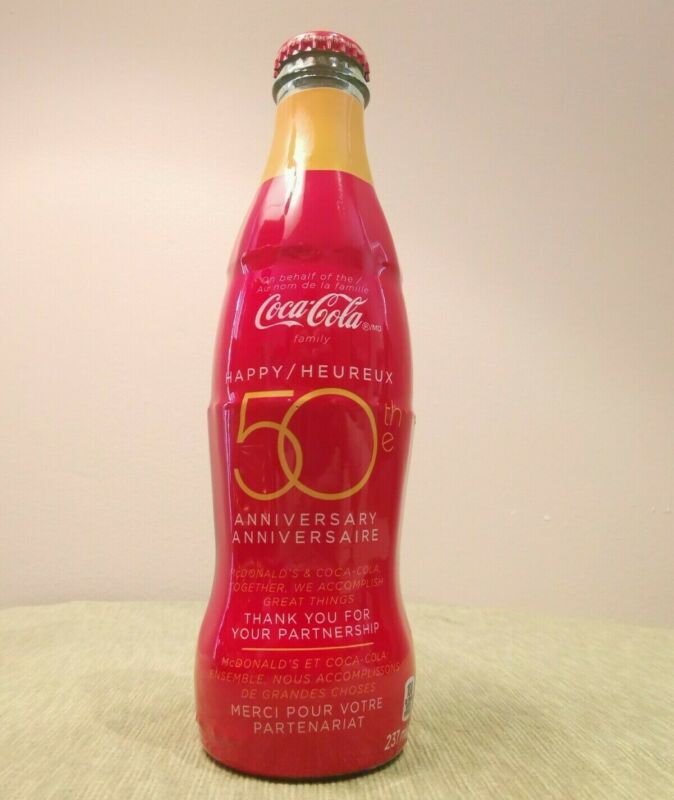 On behalf of the/
Au nom de la famille
Coca-Cola ®/MD
family
HAPPY/HEUREUX
50th
e
ANNIVERSARY
ANNIVERSAIRE
McDONALD'S & COCA-COLA,
TOGETHER, WE ACCOMPLISH
GREAT THINGS
THANK YOU FOR
YOUR PARTNERSHIP
McDONALD'S ET COCA-COLA:
ENSEMBLE, NOUS ACCOMPLISSONS
DE GRANDES CHOSES
MERCI POUR VOTRE
PARTENARIAT
237 m